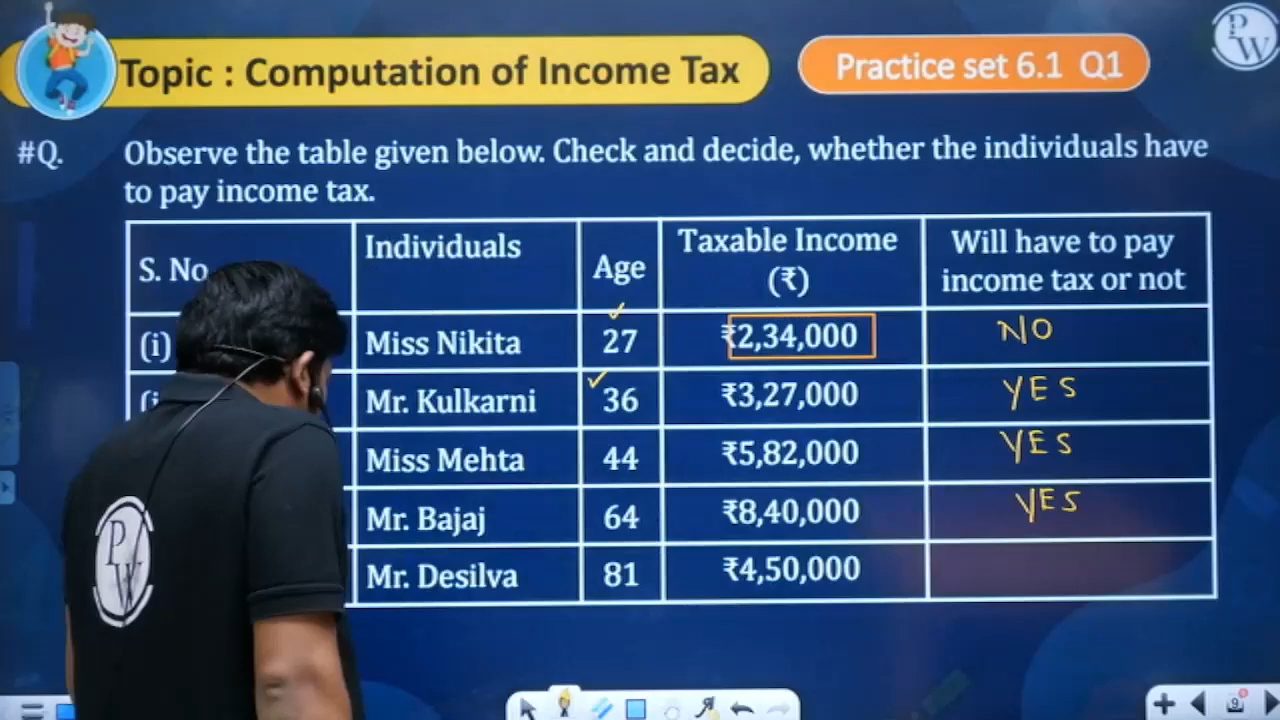 Topic : Computation of Income Tax
Practice set 6.1 Q1
PW
#Q. Observe the table given below. Check and decide, whether the individuals have
to pay income tax.
S. No Individuals Age Taxable Income (₹) Will have to pay income tax or not
(i) Miss Nikita 27 ₹2,34,000 NO
Mr. Kulkarni 36 ₹3,27,000 YES
Miss Mehta 44 ₹5,82,000 YES
Mr. Bajaj 64 ₹8,40,000 YES
Mr. Desilva 81 ₹4,50,000
PW